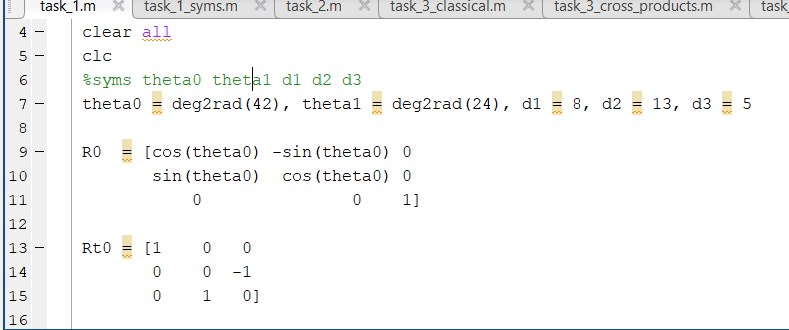 task_1.m task_1_syms.m task_2.m task_3_classical.m task_3_cross_products.m task_
4 clear all
5 clc
6 %syms theta0 theta1 d1 d2 d3
7 theta0 = deg2rad(42), theta1 = deg2rad(24), d1 = 8, d2 = 13, d3 = 5
8
9 R0 = [cos(theta0) -sin(theta0) 0
10 sin(theta0) cos(theta0) 0
11 0 0 1]
12
13 Rt0 = [1 0 0
14 0 0 -1
15 0 1 0]
16